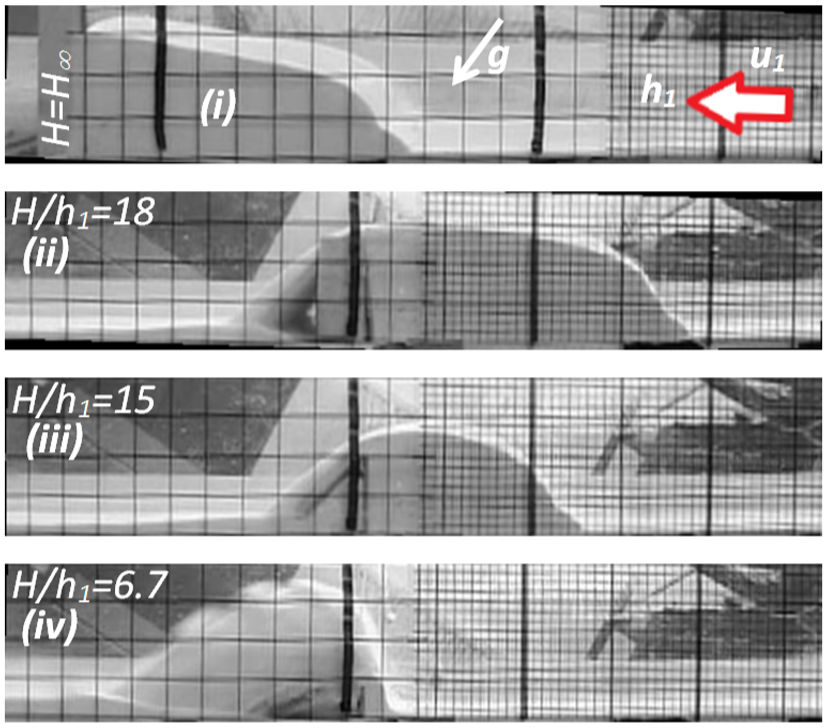 H=H∞
(i)
g
h₁
u₁
H/h₁=18
(ii)
H/h₁=15
(iii)
H/h₁=6.7
(iv)